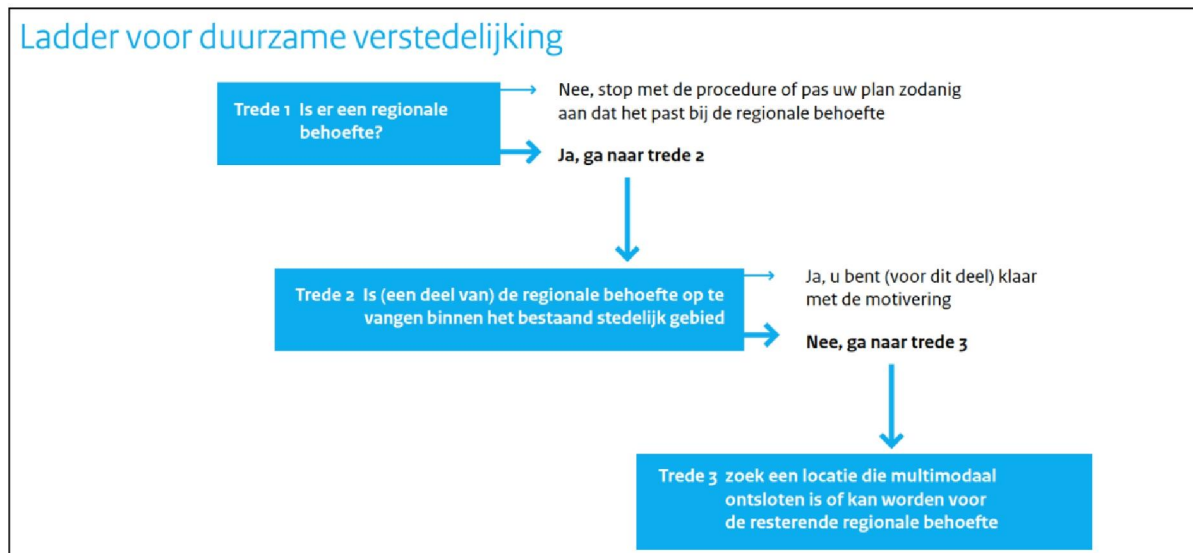 Ladder voor duurzame verstedelijking
Trede 1 Is er een regionale
behoefte?
Nee, stop met de procedure of pas uw plan zodanig
aan dat het past bij de regionale behoefte
Ja, ga naar trede 2
Trede 2 Is (een deel van) de regionale behoefte op te
vangen binnen het bestaand stedelijk gebied
Ja, u bent (voor dit deel) klaar
met de motivering
Nee, ga naar trede 3
Trede 3 zoek een locatie die multimodaal
ontsloten is of kan worden voor
de resterende regionale behoefte